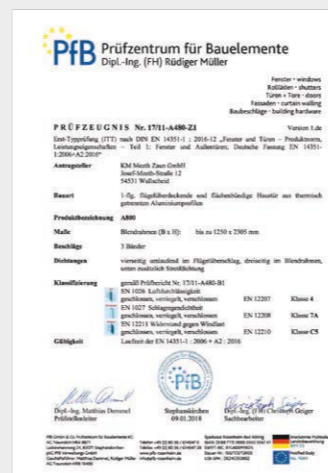 PfB Prüfzentrum für Bauelemente
Dipl.-Ing. (FH) Rüdiger Müller
Fenster · windows
Rollläden · shutters
Türen + Tore · doors
Fassaden · curtain walling
Baubeschläge · building hardware
PRÜFZEUGNIS Nr. 17/11-A480-Z1 Version 1.de
Erst-Typprüfung (ITT) nach DIN EN 14351-1 : 2016-12 „Fenster und Türen – Produktnorm,
Leistungseigenschaften – Teil 1: Fenster und Außentüren; Deutsche Fassung EN 14351-
1:2006+A2:2016"
Antragsteller KM Meeth Zaun GmbH
Josef-Meeth-Straße 12
54531 Wallscheid
Bauart 1-flg. flügelüberdeckende und flächenbündige Haustür aus thermisch
getrennten Aluminiumprofilen
Produktbezeichnung A800
Maße Blendrahmen (B x H): bis zu 1250 x 2305 mm
Beschläge 3 Bänder
Dichtungen vierseitig umlaufend im Flügelüberschlag, dreiseitig im Blendrahmen,
unten zusätzlich Streifdichtung
Klassifizierung gemäß Prüfbericht Nr. 17/11-A480-B1
EN 1026 Luftdurchlässigkeit
geschlossen, verriegelt, verschlossen EN 12207 Klasse 4
EN 1027 Schlagregendichtheit
geschlossen, verriegelt, verschlossen EN 12208 Klasse 7A
EN 12211 Widerstand gegen Windlast
geschlossen, verriegelt, verschlossen EN 12210 Klasse C5
Gültigkeit Laufzeit der EN 14351-1 : 2006 + A2 : 2016
PfB
Dipl.-Ing. Matthias Demmel Stephanskirchen Dipl.-Ing. (FH) Christoph Geiger
Prüfstellenleiter 09.01.2018 Sachbearbeiter